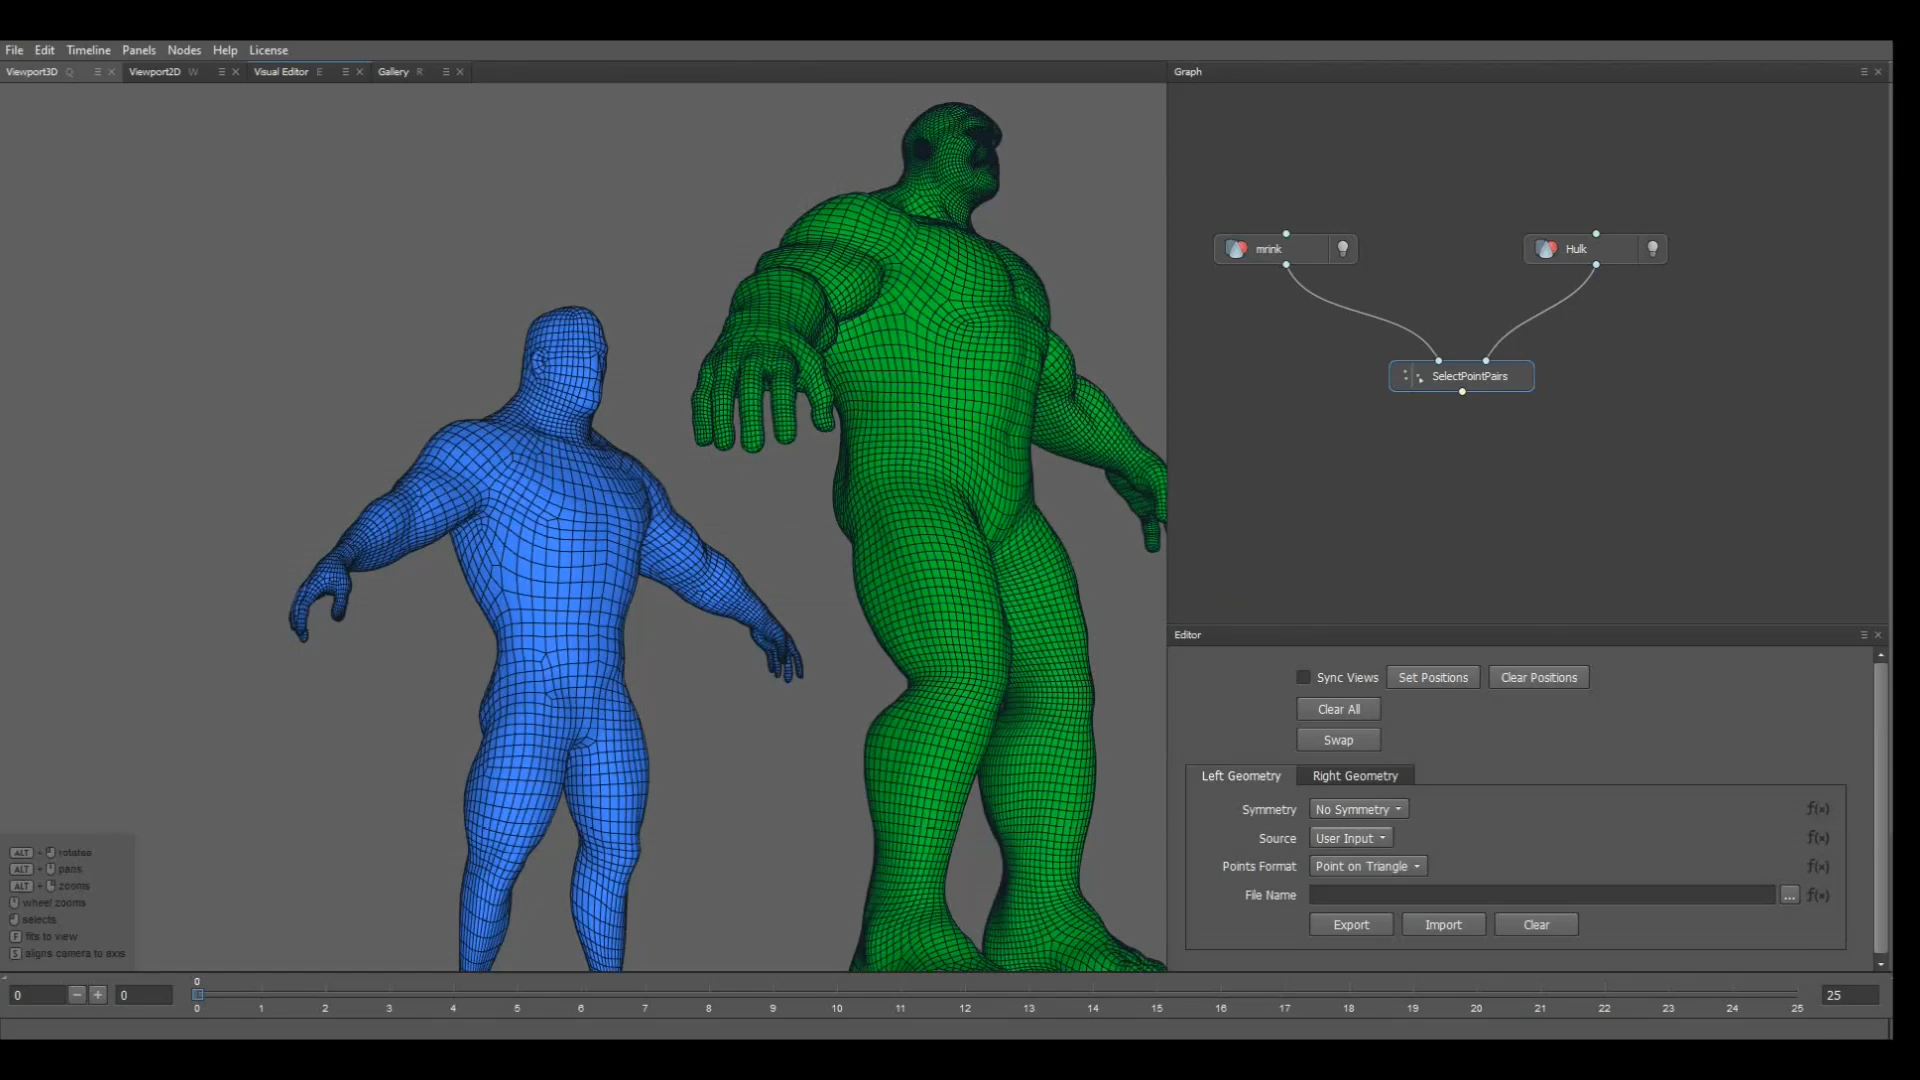 File Edit Timeline Panels Nodes Help License
Viewport3D Q Viewport2D W Visual Editor E Gallery R Graph
mrink Hulk
SelectPointPairs
Editor
Sync Views Set Positions Clear Positions
Clear All
Swap
Left Geometry Right Geometry
Symmetry No Symmetry f(x)
Source User Input f(x)
Points Format Point on Triangle f(x)
File Name ... f(x)
Export Import Clear
ALT + rotates
ALT + pans
ALT + zooms
wheel zooms
selects
F fits to view
S aligns camera to axis
0
0 − + 0 25
0 1 2 3 4 5 6 7 8 9 10 11 12 13 14 15 16 17 18 19 20 21 22 23 24 25